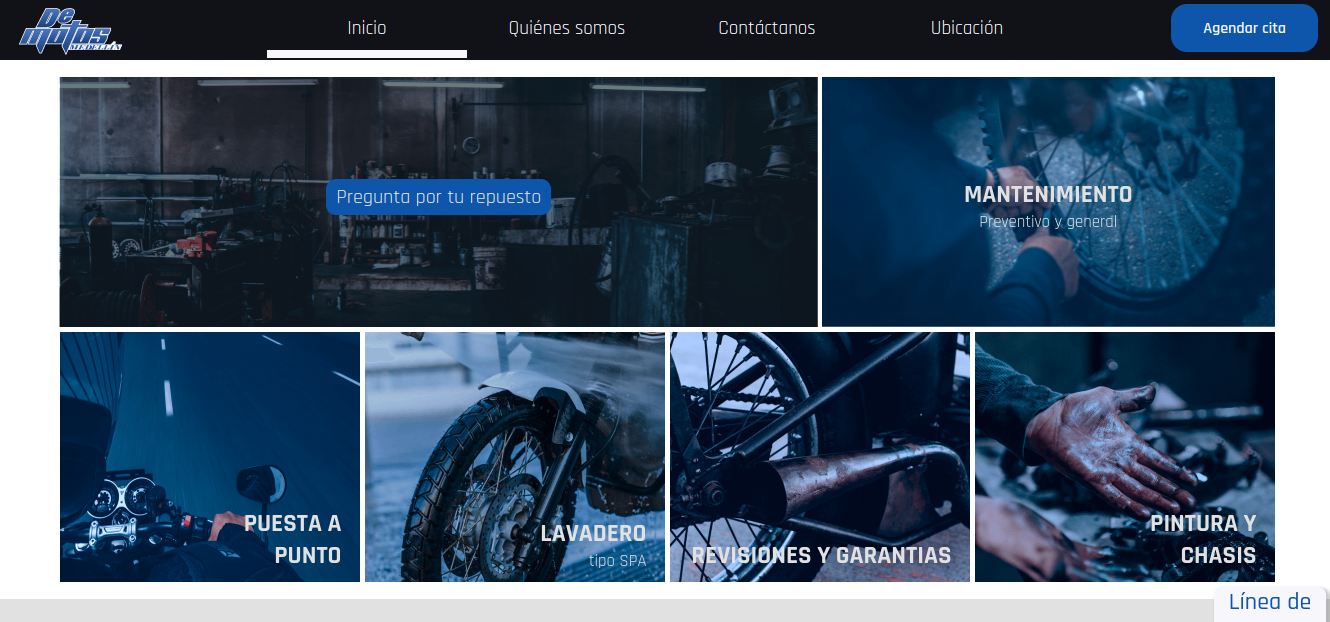 De
motos
MEDELLÍN
Inicio
Quiénes somos
Contáctanos
Ubicación
Agendar cita
Pregunta por tu repuesto
MANTENIMIENTO
Preventivo y general
PUESTA A
PUNTO
LAVADERO
tipo SPA
REVISIONES Y GARANTIAS
PINTURA Y
CHASIS
Línea de